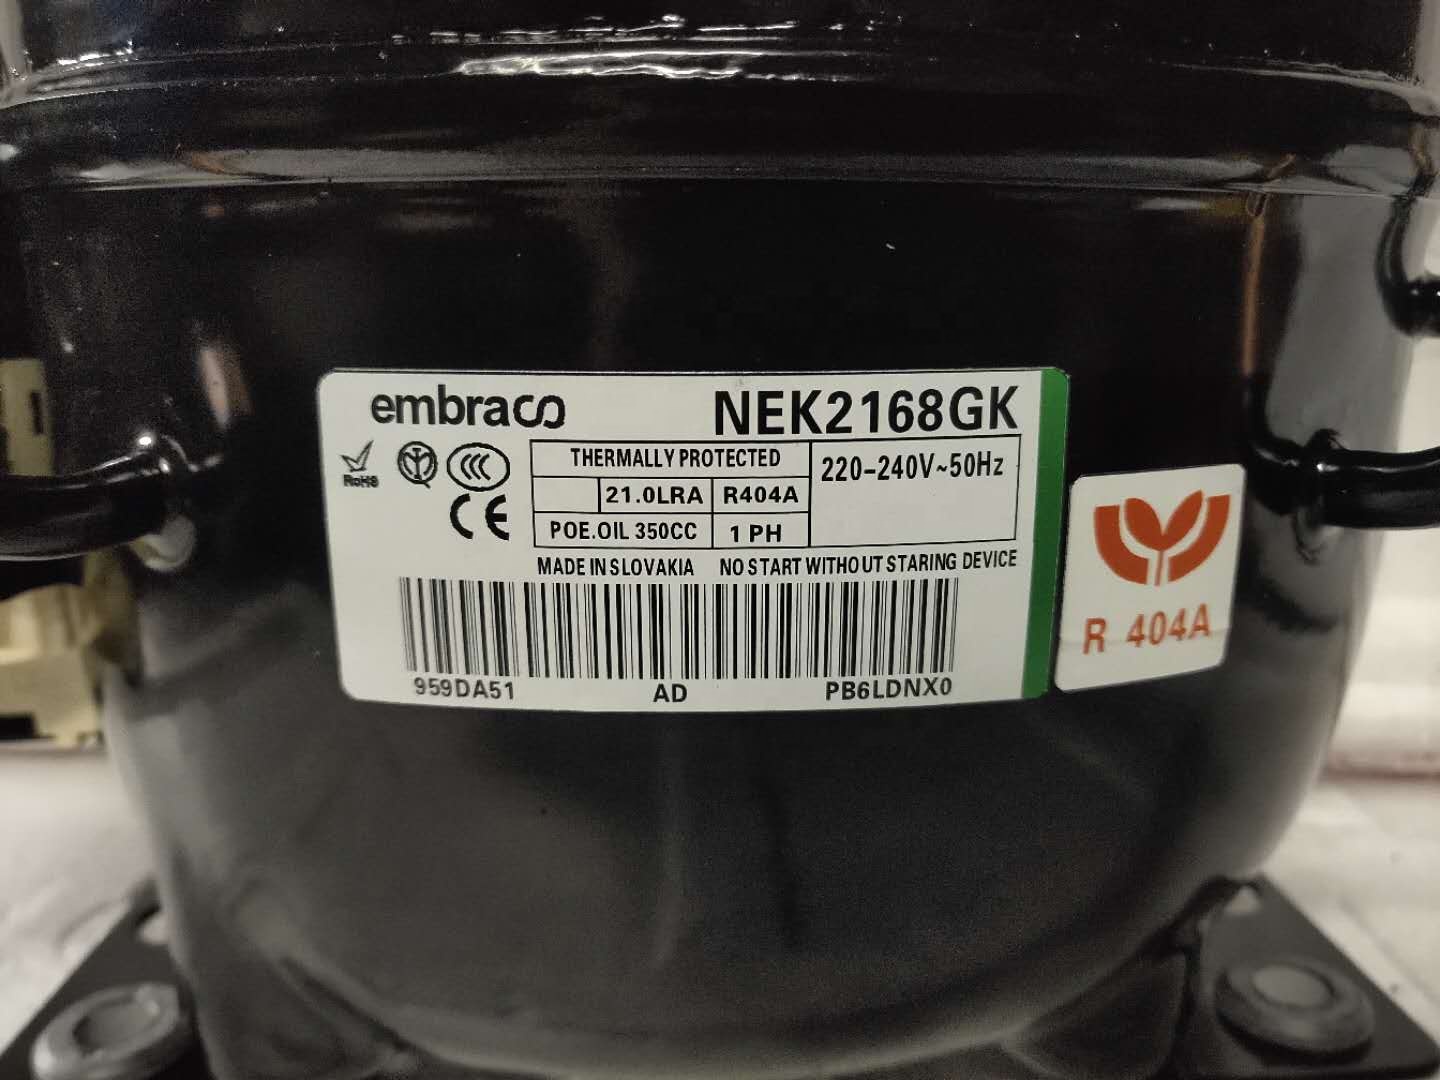 embraco NEK2168GK
RoHS
THERMALLY PROTECTED
220-240V~50Hz
21.0LRA R404A
CE
POE.OIL 350CC 1 PH
MADE IN SLOVAKIA NO START WITHOUT STARING DEVICE
959DA51 AD PB6LDNX0
R 404A